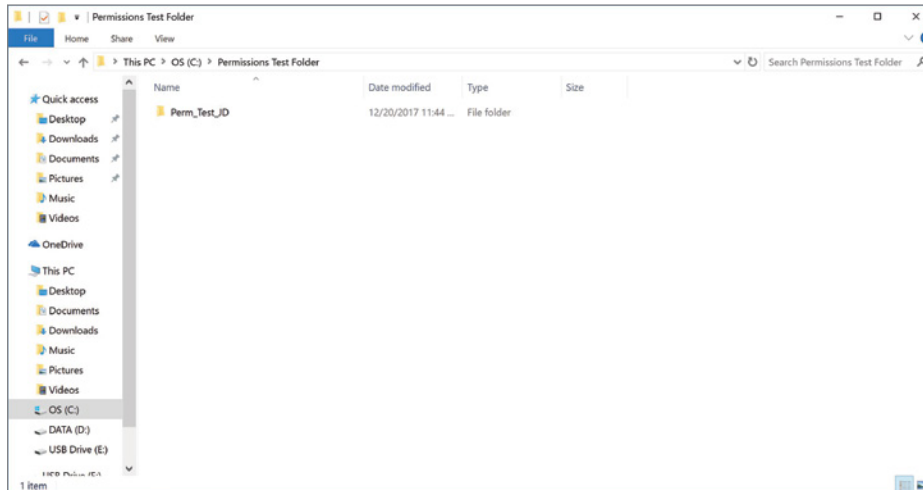 Permissions Test Folder
File Home Share View
This PC > OS (C:) > Permissions Test Folder
Search Permissions Test Folder
Name Date modified Type Size
Perm_Test_JD 12/20/2017 11:44 ... File folder
Quick access
Desktop
Downloads
Documents
Pictures
Music
Videos
OneDrive
This PC
Desktop
Documents
Downloads
Music
Pictures
Videos
OS (C:)
DATA (D:)
USB Drive (E:)
1 item